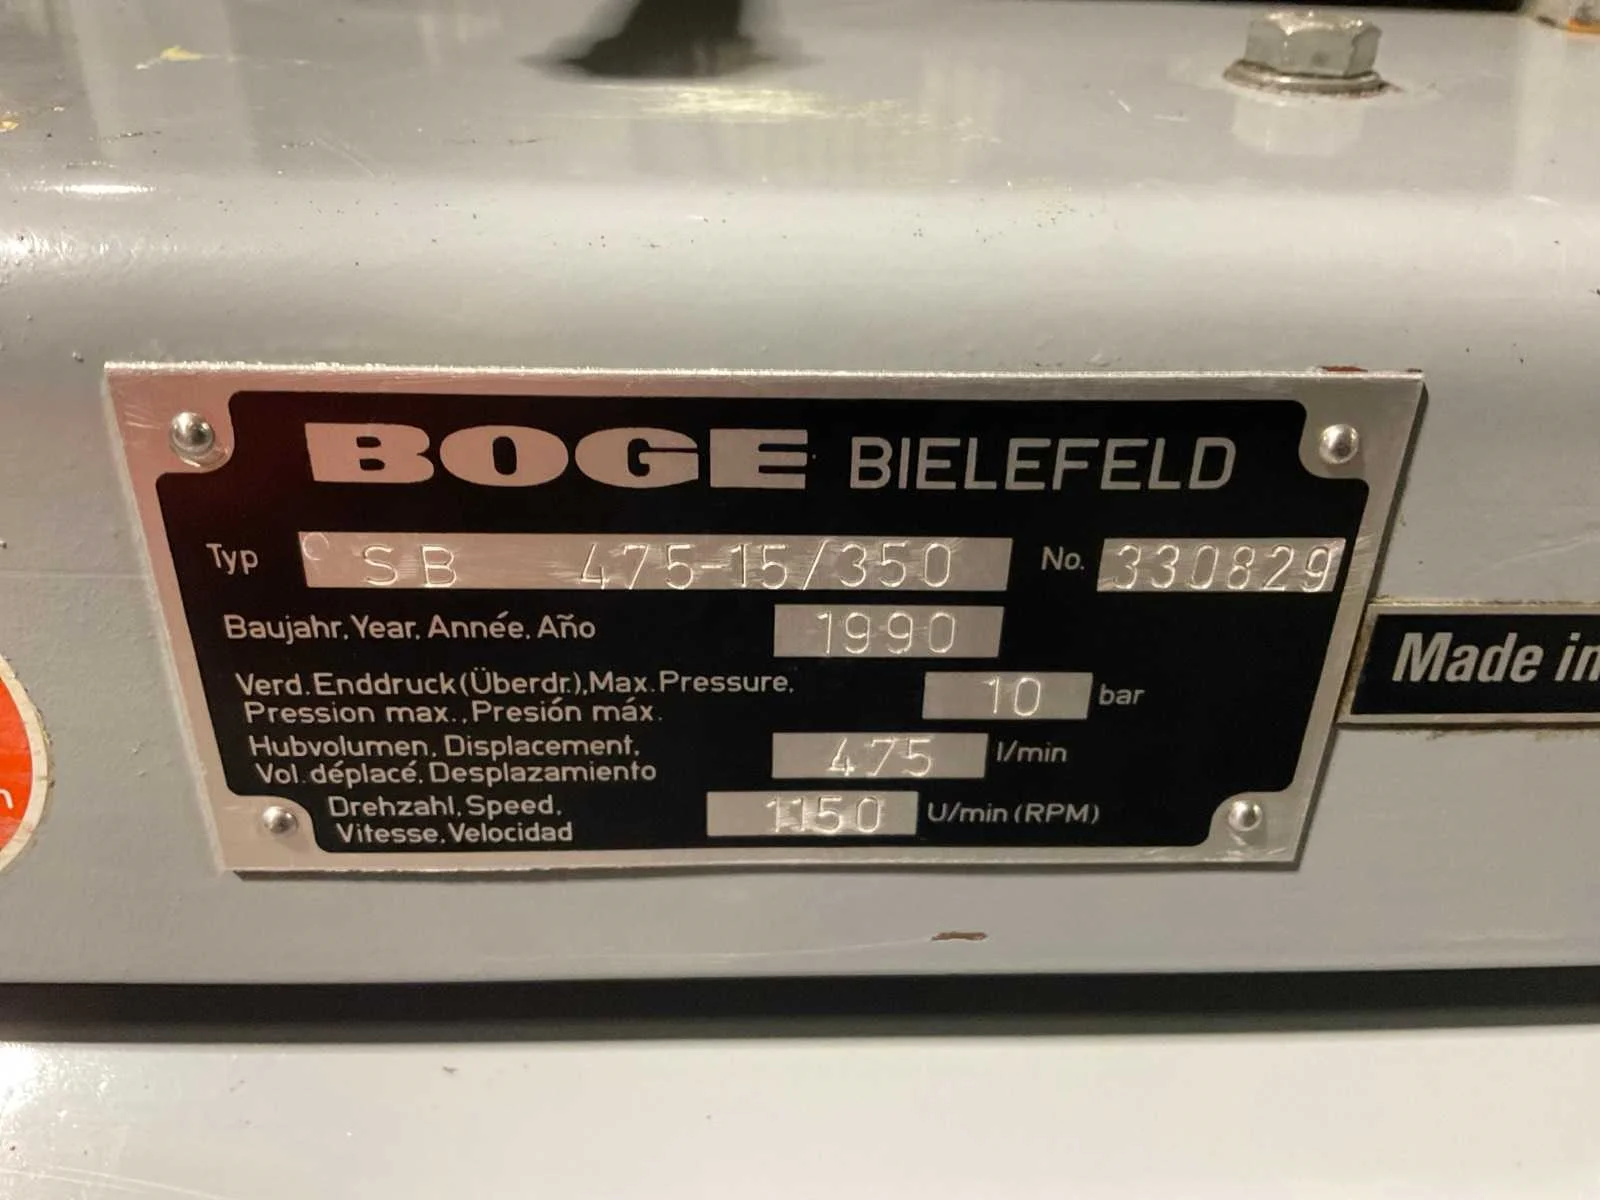 BOGE BIELEFELD
Typ SB 475-15/350 No. 330829
Baujahr, Year, Année, Año 1990
Verd. Enddruck (Überdr.), Max. Pressure,
Pression max., Presión máx. 10 bar
Hubvolumen, Displacement,
Vol. déplacé, Desplazamiento 475 l/min
Drehzahl, Speed,
Vitesse, Velocidad 1150 U/min (RPM)
Made in